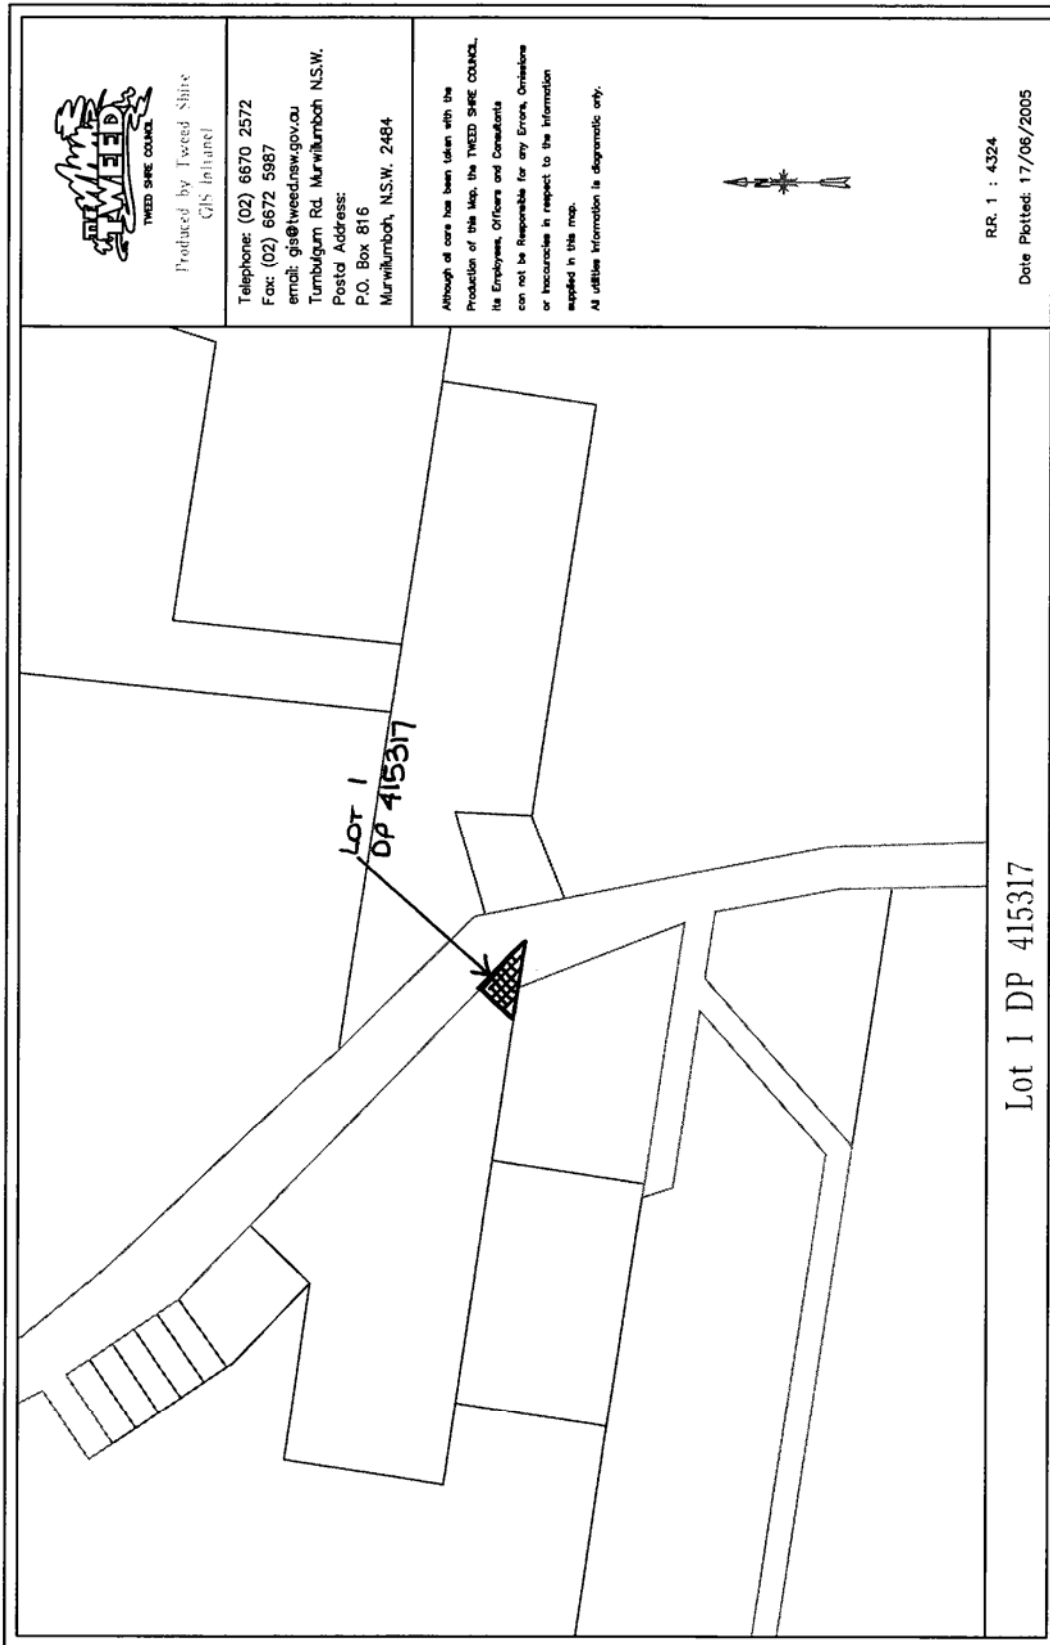 THE
TWEED
TWEED SHIRE COUNCIL
Produced by Tweed Shire
GIS Intranet
Telephone: (02) 6670 2572
Fax: (02) 6672 5987
email: gis@tweed.nsw.gov.au
Tumbulgum Rd. Murwillumbah N.S.W.
Postal Address:
P.O. Box 816
Murwillumbah, N.S.W. 2484
Although all care has been taken with the
Production of this Map, the TWEED SHIRE COUNCIL,
its Employees, Officers and Consultants
can not be Responsible for any Errors, Omissions
or Inaccuracies in respect to the information
supplied in this map.
All utilities information is diagramatic only.
N
R.R. 1 : 4324
Date Plotted: 17/06/2005
LOT 1
DP 415317
Lot 1 DP 415317